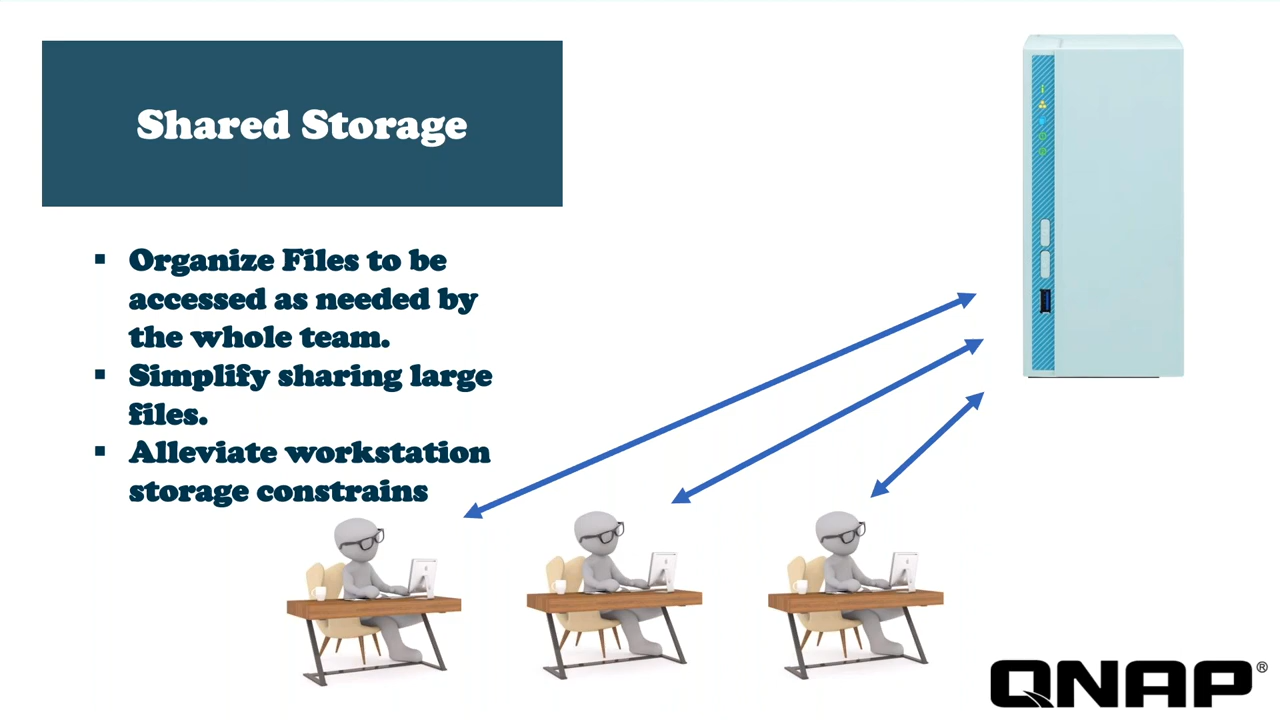 Shared Storage
▪ Organize Files to be
accessed as needed by
the whole team.
▪ Simplify sharing large
files.
▪ Alleviate workstation
storage constrains
QNAP®